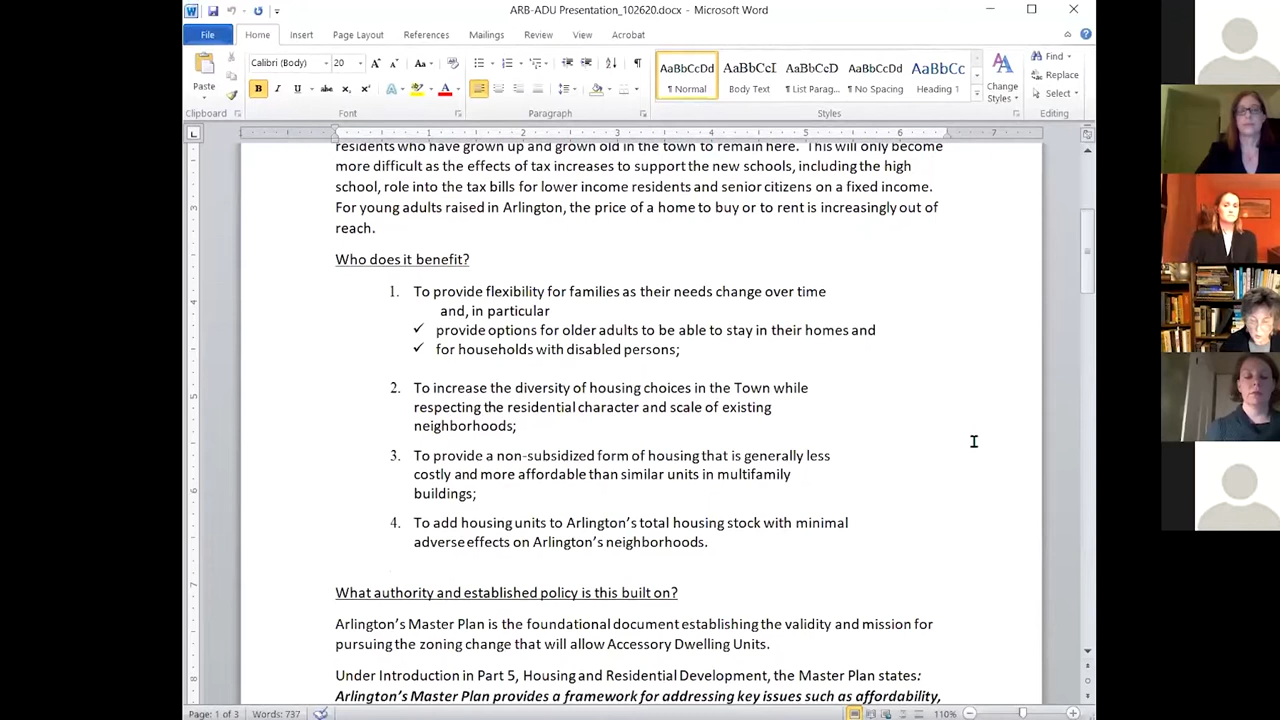 ARB-ADU Presentation_102620.docx - Microsoft Word
File Home Insert Page Layout References Mailings Review View Acrobat
Calibri (Body) 20
Paste
AaBbCcDd AaBbCcI AaBbCcD AaBbCcDd AaBbCc
¶ Normal Body Text ¶ List Parag... ¶ No Spacing Heading 1
Change Styles
Find
Replace
Select
Clipboard Font Paragraph Styles Editing
1 2 3 4 5 6 7
residents who have grown up and grown old in the town to remain here. This will only become
more difficult as the effects of tax increases to support the new schools, including the high
school, role into the tax bills for lower income residents and senior citizens on a fixed income.
For young adults raised in Arlington, the price of a home to buy or to rent is increasingly out of
reach.
Who does it benefit?
1. To provide flexibility for families as their needs change over time
and, in particular
✓ provide options for older adults to be able to stay in their homes and
✓ for households with disabled persons;
2. To increase the diversity of housing choices in the Town while
respecting the residential character and scale of existing
neighborhoods;
3. To provide a non-subsidized form of housing that is generally less
costly and more affordable than similar units in multifamily
buildings;
4. To add housing units to Arlington's total housing stock with minimal
adverse effects on Arlington's neighborhoods.
What authority and established policy is this built on?
Arlington's Master Plan is the foundational document establishing the validity and mission for
pursuing the zoning change that will allow Accessory Dwelling Units.
Under Introduction in Part 5, Housing and Residential Development, the Master Plan states:
Arlington's Master Plan provides a framework for addressing key issues such as affordability,
Page: 1 of 3 Words: 737 110%